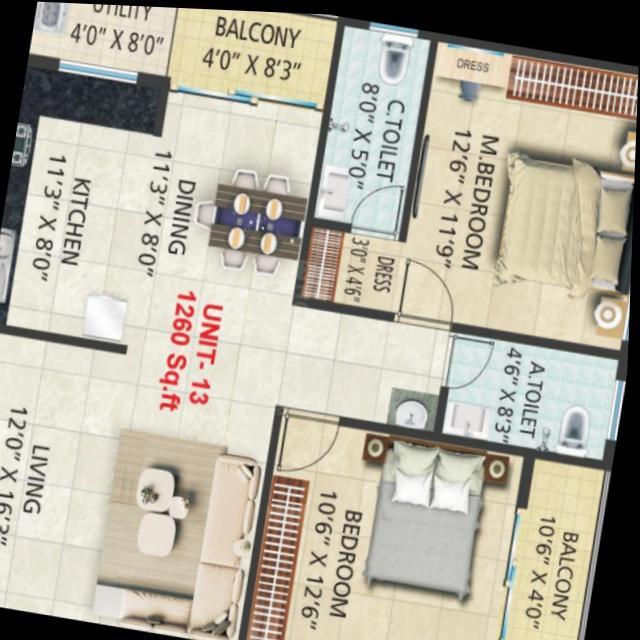 UTILITY
4'0" X 8'0"
BALCONY
4'0" X 8'3"
C.TOILET
8'0" X 5'0"
DRESS
M.BEDROOM
12'6" X 11'9"
KITCHEN
11'3" X 8'0"
DINING
11'3" X 8'0"
DRESS
3'0" X4'6"
UNIT- 13
1260 Sq.ft
A.TOILET
4'6" X 8'3"
LIVING
12'0" X 16'3"
BEDROOM
10'6" X 12'6"
BALCONY
10'6" X 4'0"